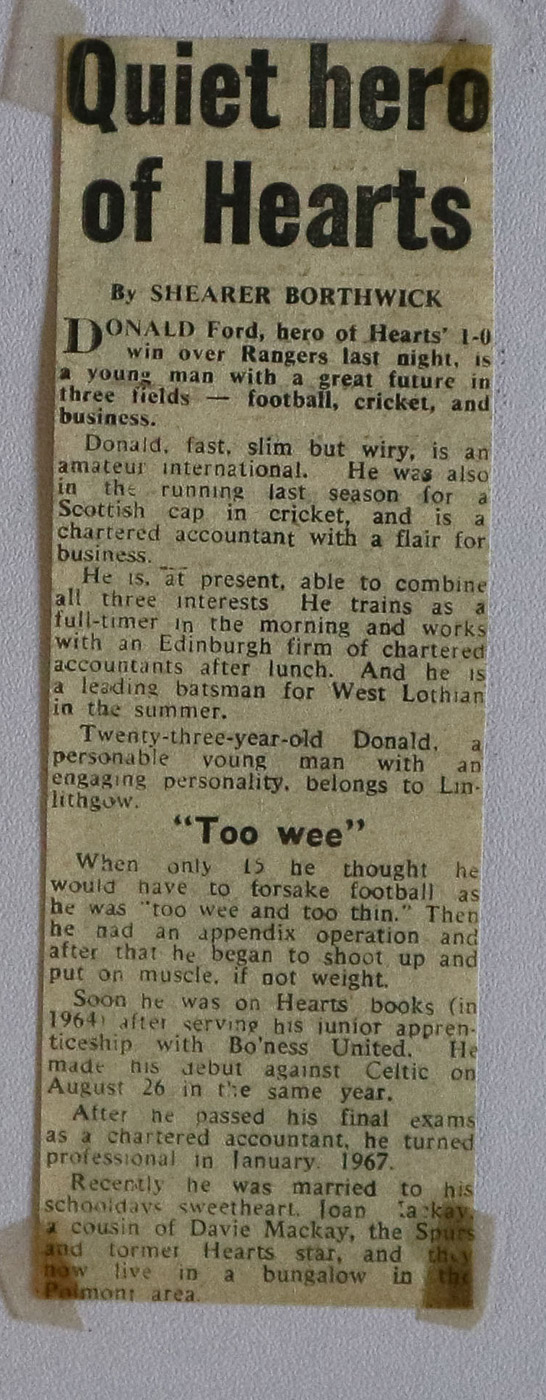 Quiet hero
of Hearts
By SHEARER BORTHWICK
DONALD Ford, hero of Hearts' 1-0
win over Rangers last night, is
a young man with a great future in
three fields — football, cricket, and
business.
Donald, fast, slim but wiry, is an
amateur international. He was also
in the running last season for a
Scottish cap in cricket, and is a
chartered accountant with a flair for
business.
He is, at present, able to combine
all three interests He trains as a
full-timer in the morning and works
with an Edinburgh firm of chartered
accountants after lunch. And he is
a leading batsman for West Lothian
in the summer.
Twenty-three-year-old Donald, a
personable young man with an
engaging personality, belongs to Lin-
lithgow.
"Too wee"
When only 15 he thought he
would have to forsake football as
he was "too wee and too thin." Then
he had an appendix operation and
after that he began to shoot up and
put on muscle, if not weight.
Soon he was on Hearts' books (in
1964) after serving his junior appren-
ticeship with Bo'ness United. He
made his debut against Celtic on
August 26 in the same year.
After he passed his final exams
as a chartered accountant, he turned
professional in January 1967.
Recently he was married to his
schooldays sweetheart, Joan Mackay,
a cousin of Davie Mackay, the Spurs
and former Hearts star, and they
now live in a bungalow in the
Polmont area.